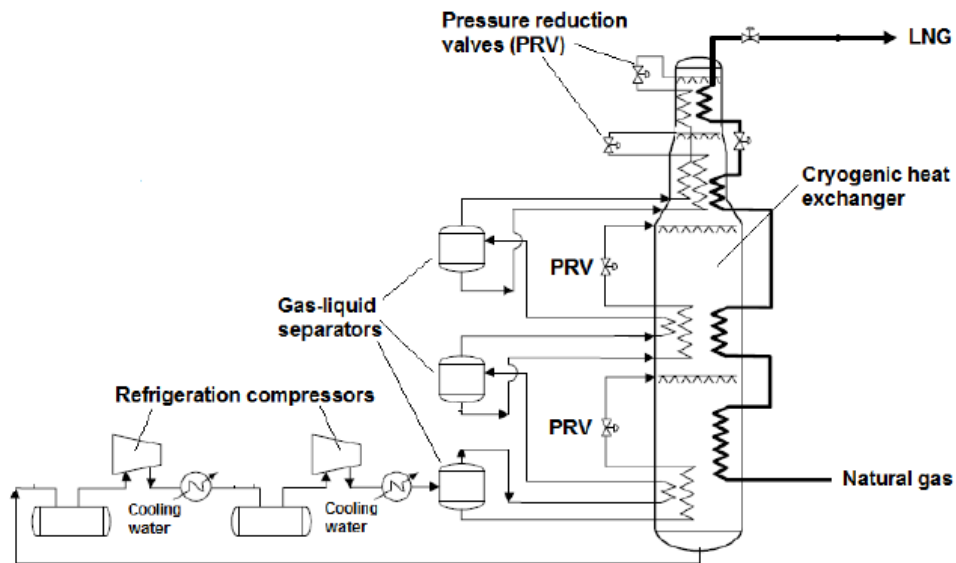 Pressure reduction
valves (PRV)
LNG
Cryogenic heat
exchanger
PRV
Gas-liquid
separators
Refrigeration compressors
PRV
Natural gas
Cooling
water
Cooling
water